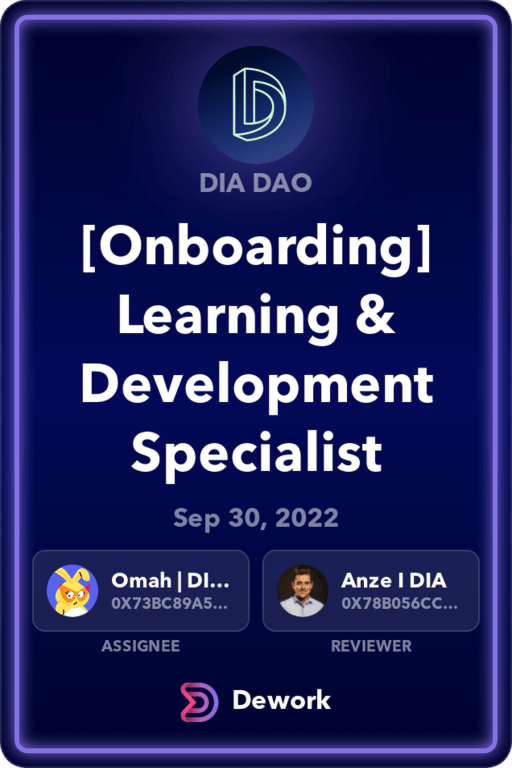 DIA DAO
[Onboarding]
Learning &
Development
Specialist
Sep 30, 2022
Omah | DI...
0X73BC89A5...
Anze I DIA
0X78B056CC...
ASSIGNEE
REVIEWER
Dework